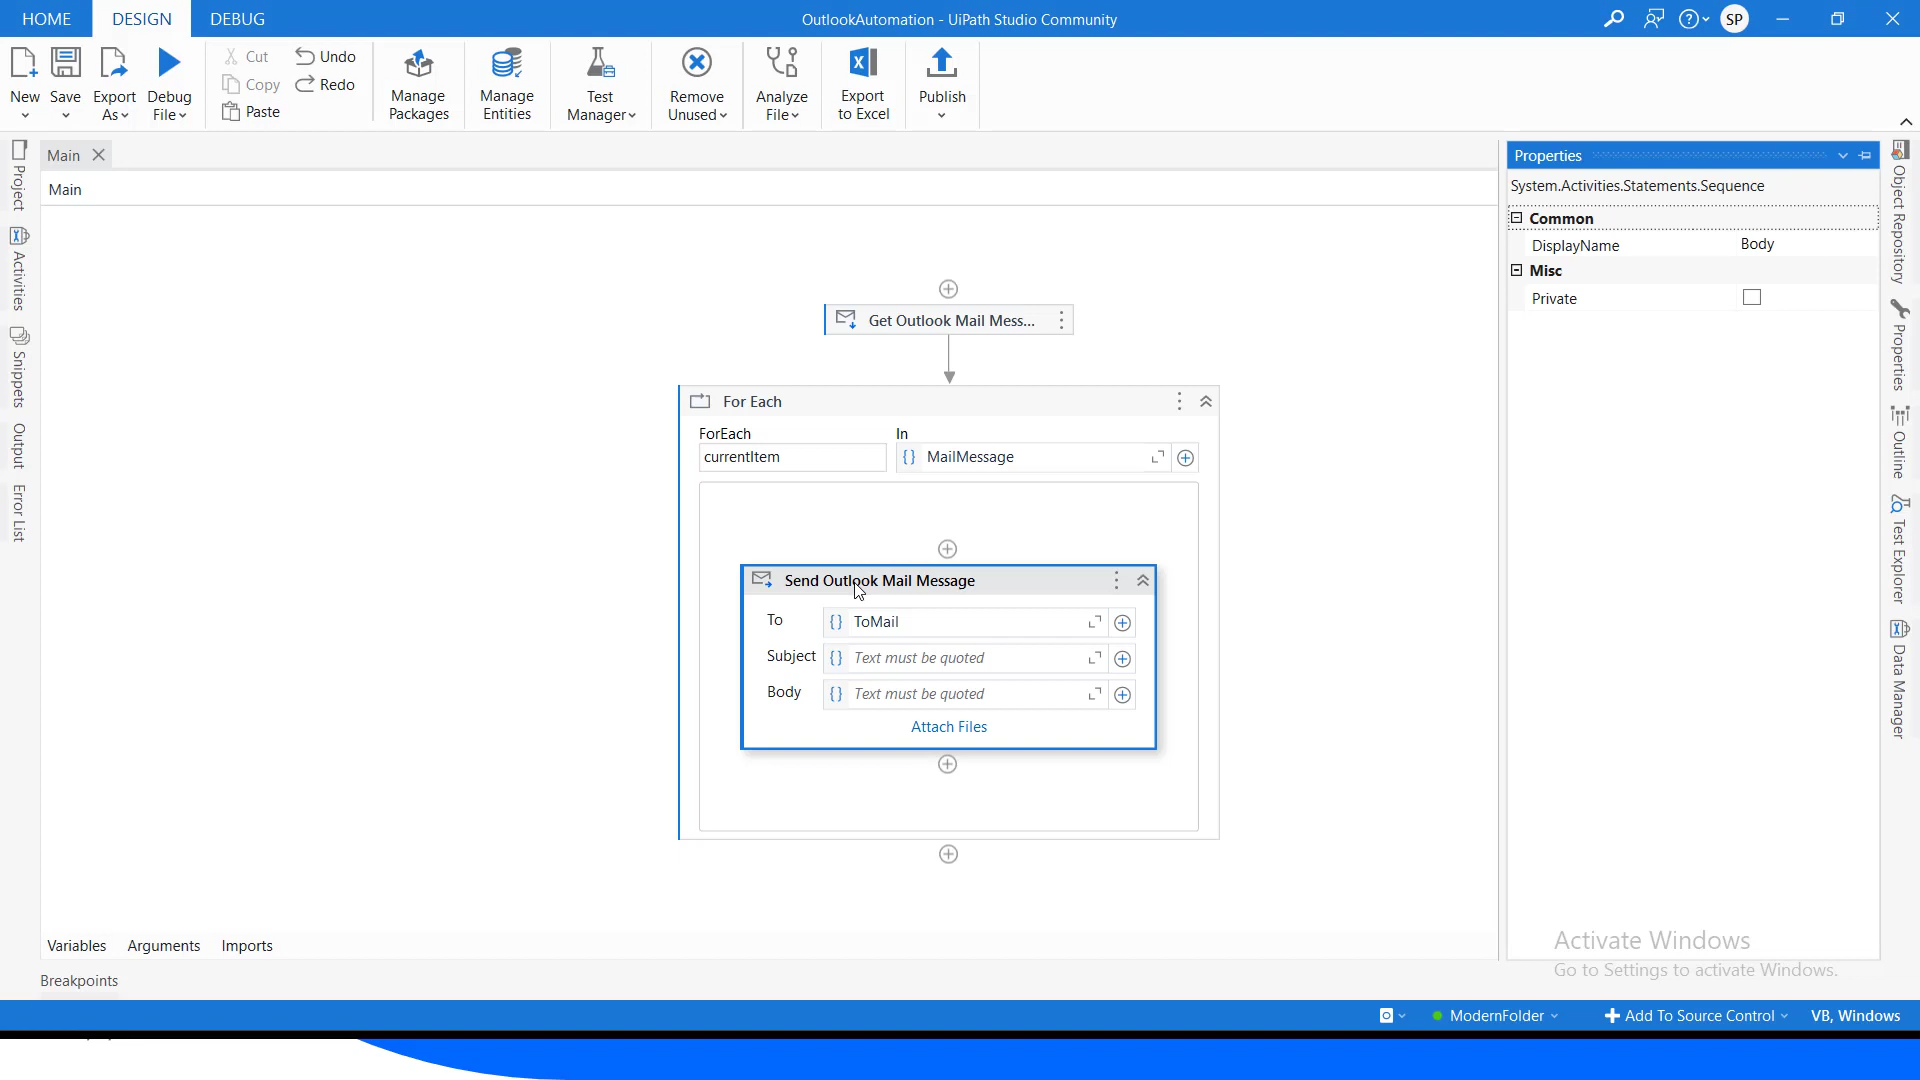 HOME DESIGN DEBUG OutlookAutomation - UiPath Studio Community SP
New Save Export As Debug File
Cut Copy Paste Undo Redo
Manage Packages
Manage Entities
Test Manager
Remove Unused
Analyze File
Export to Excel
Publish
Project
Activities
Snippets
Output
Error List
Main
Main
Get Outlook Mail Mess...
For Each
ForEach In
currentItem MailMessage
Send Outlook Mail Message
To ToMail
Subject Text must be quoted
Body Text must be quoted
Attach Files
Variables Arguments Imports
Breakpoints
Properties
System.Activities.Statements.Sequence
Common
DisplayName Body
Misc
Private
Object Repository
Properties
Outline
Test Explorer
Data Manager
Activate Windows
Go to Settings to activate Windows.
ModernFolder Add To Source Control VB, Windows